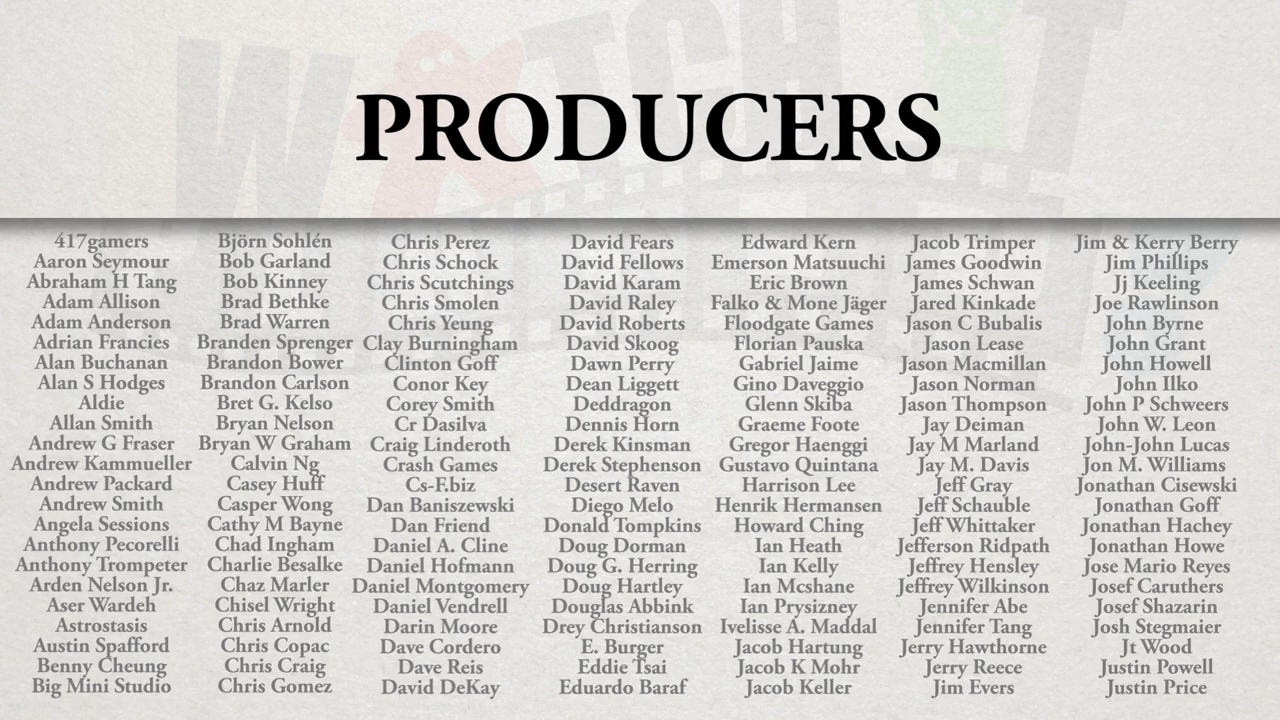 WATCH IT
PRODUCERS
417gamers
Aaron Seymour
Abraham H Tang
Adam Allison
Adam Anderson
Adrian Francies
Alan Buchanan
Alan S Hodges
Aldie
Allan Smith
Andrew G Fraser
Andrew Kammueller
Andrew Packard
Andrew Smith
Angela Sessions
Anthony Pecorelli
Anthony Trompeter
Arden Nelson Jr.
Aser Wardeh
Astrostasis
Austin Spafford
Benny Cheung
Big Mini Studio
Björn Sohlén
Bob Garland
Bob Kinney
Brad Bethke
Brad Warren
Branden Sprenger
Brandon Bower
Brandon Carlson
Bret G. Kelso
Bryan Nelson
Bryan W Graham
Calvin Ng
Casey Huff
Casper Wong
Cathy M Bayne
Chad Ingham
Charlie Besalke
Chaz Marler
Chisel Wright
Chris Arnold
Chris Copac
Chris Craig
Chris Gomez
Chris Perez
Chris Schock
Chris Scutchings
Chris Smolen
Chris Yeung
Clay Burningham
Clinton Goff
Conor Key
Corey Smith
Cr Dasilva
Craig Linderoth
Crash Games
Cs-F.biz
Dan Baniszewski
Dan Friend
Daniel A. Cline
Daniel Hofmann
Daniel Montgomery
Daniel Vendrell
Darin Moore
Dave Cordero
Dave Reis
David DeKay
David Fears
David Fellows
David Karam
David Raley
David Roberts
David Skoog
Dawn Perry
Dean Liggett
Deddragon
Dennis Horn
Derek Kinsman
Derek Stephenson
Desert Raven
Diego Melo
Donald Tompkins
Doug Dorman
Doug G. Herring
Doug Hartley
Douglas Abbink
Drey Christianson
E. Burger
Eddie Tsai
Eduardo Baraf
Edward Kern
Emerson Matsuuchi
Eric Brown
Falko & Mone Jäger
Floodgate Games
Florian Pauska
Gabriel Jaime
Gino Daveggio
Glenn Skiba
Graeme Foote
Gregor Haenggi
Gustavo Quintana
Harrison Lee
Henrik Hermansen
Howard Ching
Ian Heath
Ian Kelly
Ian Mcshane
Ian Prysizney
Ivelisse A. Maddal
Jacob Hartung
Jacob K Mohr
Jacob Keller
Jacob Trimper
James Goodwin
James Schwan
Jared Kinkade
Jason C Bubalis
Jason Lease
Jason Macmillan
Jason Norman
Jason Thompson
Jay Deiman
Jay M Marland
Jay M. Davis
Jeff Gray
Jeff Schauble
Jeff Whittaker
Jefferson Ridpath
Jeffrey Hensley
Jeffrey Wilkinson
Jennifer Abe
Jennifer Tang
Jerry Hawthorne
Jerry Reece
Jim Evers
Jim & Kerry Berry
Jim Phillips
Jj Keeling
Joe Rawlinson
John Byrne
John Grant
John Howell
John Ilko
John P Schweers
John W. Leon
John-John Lucas
Jon M. Williams
Jonathan Cisewski
Jonathan Goff
Jonathan Hachey
Jonathan Howe
Jose Mario Reyes
Josef Caruthers
Josef Shazarin
Josh Stegmaier
Jt Wood
Justin Powell
Justin Price